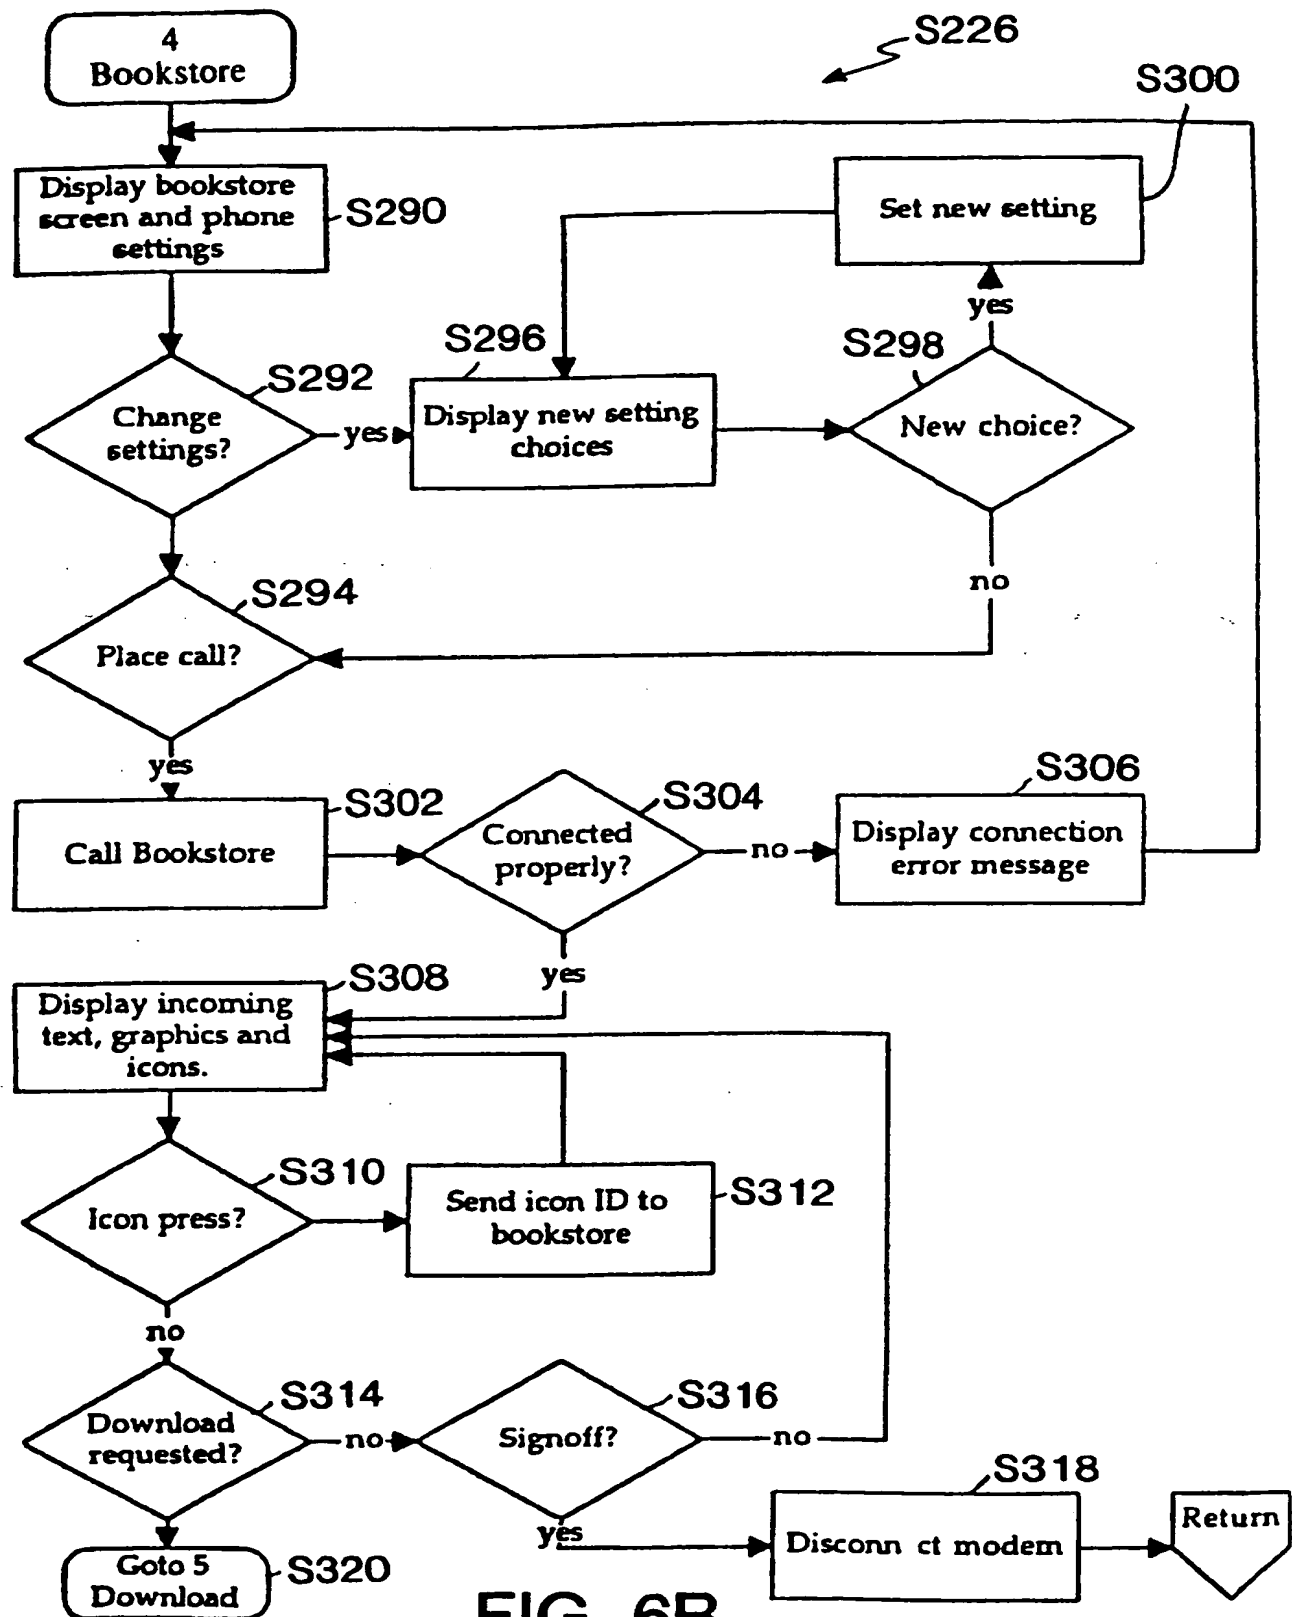 4
Bookstore
S226
S300
Display bookstore
screen and phone
settings
S290
Set new setting
yes
S296
S298
S292
Change
settings?
yes
Display new setting
choices
New choice?
no
S294
Place call?
yes
S302
Call Bookstore
S304
Connected
properly?
no
S306
Display connection
error message
yes
S308
Display incoming
text, graphics and
icons.
S310
Icon press?
S312
Send icon ID to
bookstore
no
S314
Download
requested?
no
S316
Signoff?
no
yes
S318
Disconn ct modem
Return
Goto 5
Download
S320
FIG. 6B